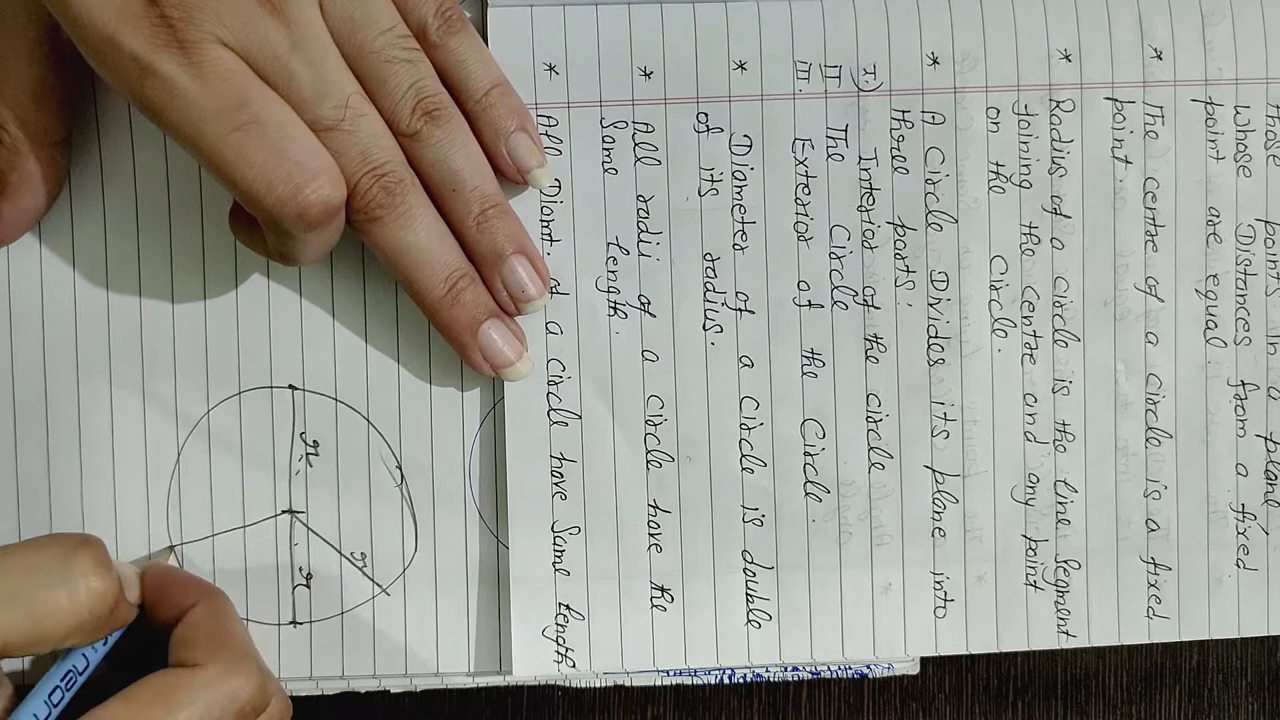 those points in a plane,
whose Distances from a fixed
point are equal.
* The centre of a circle is a fixed
point
* Radius of a circle is the line Segment
Joining the centre and any point
on the Circle.
* A Circle Divides its plane into
three parts:
I.) Interior of the circle
II The Circle
III. Exterior of the Circle.
* Diameter of a circle is double
of its radius.
* All radii of a circle have the
Same length.
* All Diamt. of a circle have Same length
r
r
r
neon